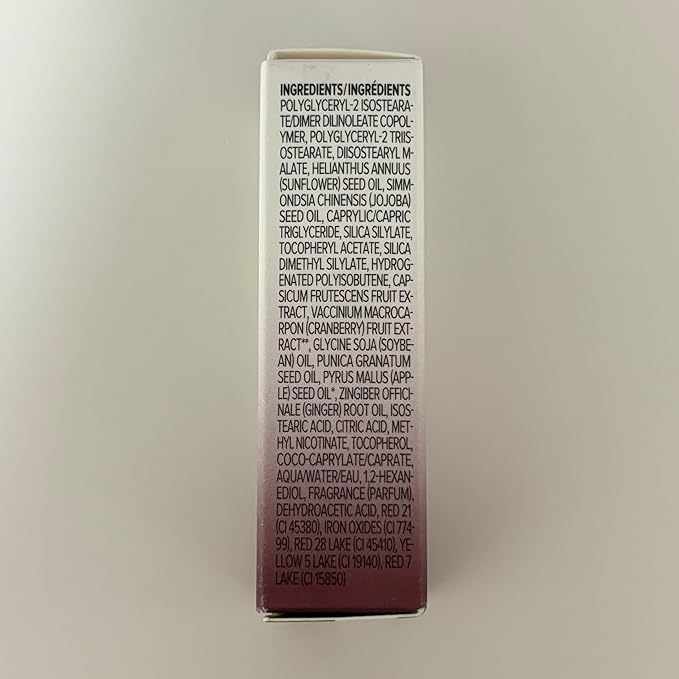 INGREDIENTS/INGRÉDIENTS
POLYGLYCERYL-2 ISOSTEARA-
TE/DIMER DILINOLEATE COPOL-
YMER, POLYGLYCERYL-2 TRIIS-
OSTEARATE, DIISOSTEARYL M-
ALATE, HELIANTHUS ANNUUS
(SUNFLOWER) SEED OIL, SIMM-
ONDSIA CHINENSIS (JOJOBA)
SEED OIL, CAPRYLIC/CAPRIC
TRIGLYCERIDE, SILICA SILYLATE,
TOCOPHERYL ACETATE, SILICA
DIMETHYL SILYLATE, HYDROG-
ENATED POLYISOBUTENE, CAP-
SICUM FRUTESCENS FRUIT EX-
TRACT, VACCINIUM MACROCA-
RPON (CRANBERRY) FRUIT EXT-
RACT**, GLYCINE SOJA (SOYBE-
AN) OIL, PUNICA GRANATUM
SEED OIL, PYRUS MALUS (APP-
LE) SEED OIL*, ZINGIBER OFFICI-
NALE (GINGER) ROOT OIL, ISOS-
TEARIC ACID, CITRIC ACID, MET-
HYL NICOTINATE, TOCOPHEROL,
COCO-CAPRYLATE/CAPRATE,
AQUA/WATER/EAU, 1,2-HEXAN-
EDIOL, FRAGRANCE (PARFUM),
DEHYDROACETIC ACID, RED 21
(CI 45380), IRON OXIDES (CI 774-
99), RED 28 LAKE (CI 45410), YE-
LLOW 5 LAKE (CI 19140), RED 7
LAKE (CI 15850)